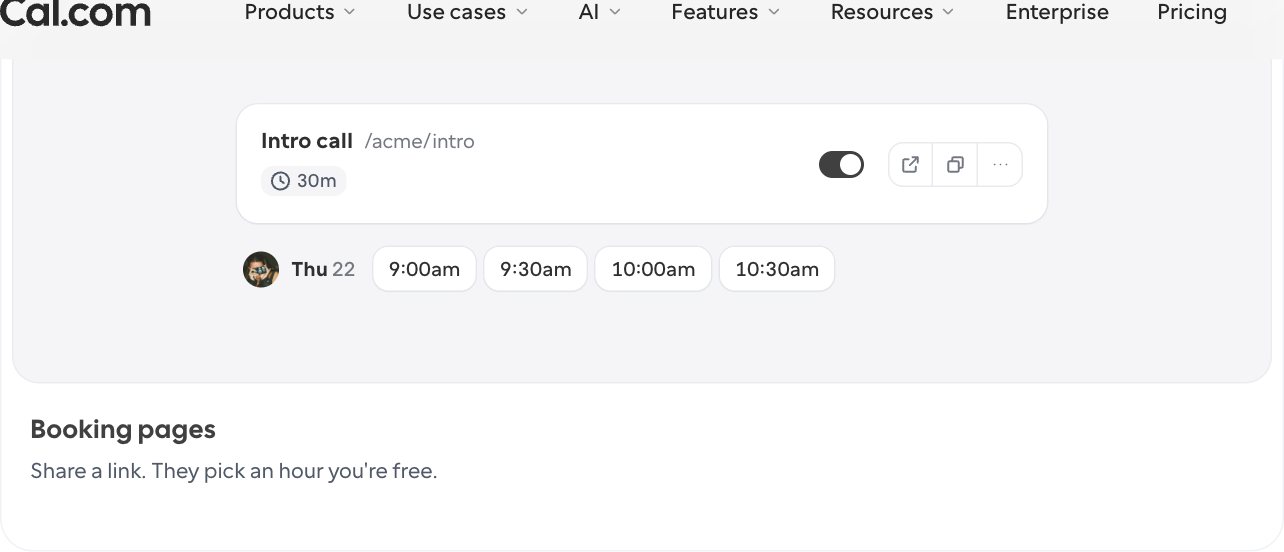 Cal.com
Products Use cases AI Features Resources Enterprise Pricing
Intro call /acme/intro
30m
Thu 22 9:00am 9:30am 10:00am 10:30am
Booking pages
Share a link. They pick an hour you're free.